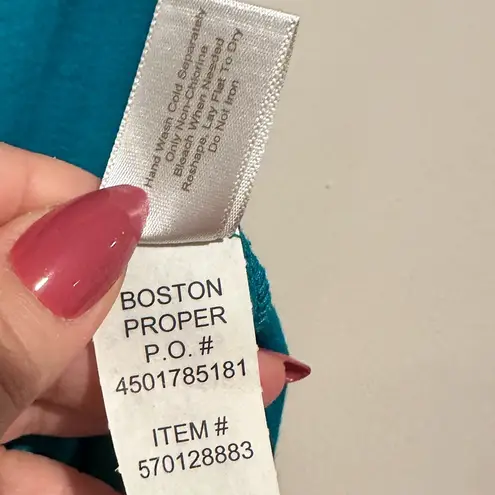 Hand Wash Cold Separately
Only Non-Chlorine
Bleach When Needed
Reshape, Lay Flat To Dry
Do Not Iron
BOSTON
PROPER
P.O. #
4501785181
ITEM #
570128883